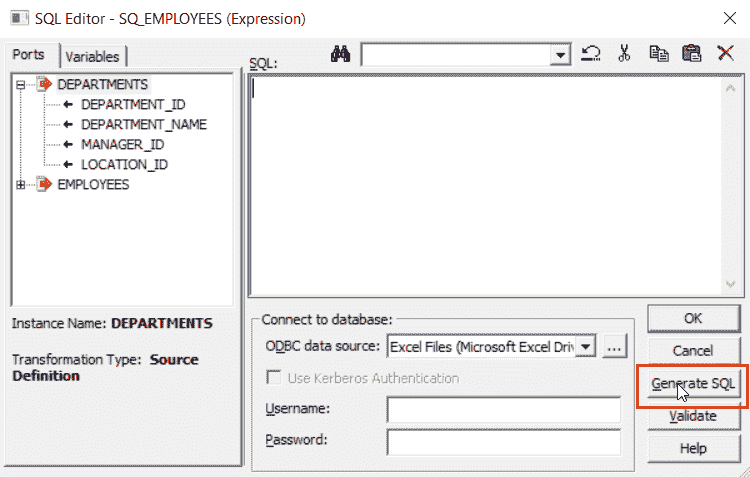 SQL Editor - SQ_EMPLOYEES (Expression)
Ports
Variables
DEPARTMENTS
DEPARTMENT_ID
DEPARTMENT_NAME
MANAGER_ID
LOCATION_ID
EMPLOYEES
Instance Name: DEPARTMENTS
Transformation Type: Source
Definition
SQL:
Connect to database:
ODBC data source: Excel Files (Microsoft Excel Driv ...
Use Kerberos Authentication
Username:
Password:
OK
Cancel
Generate SQL
Validate
Help